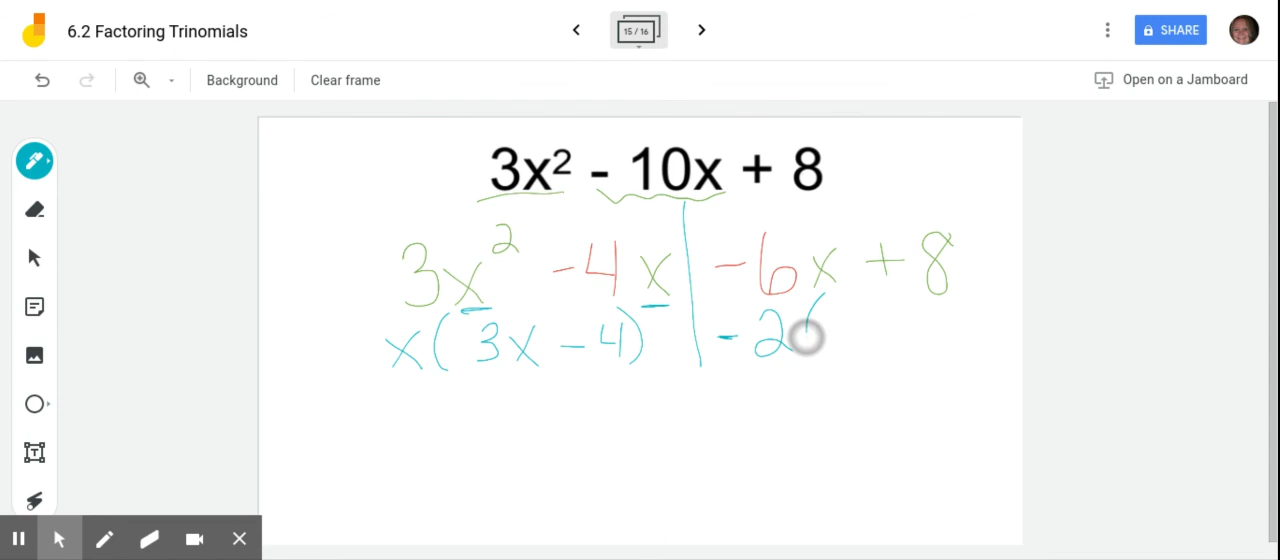 6.2 Factoring Trinomials
15 / 16
SHARE
Background
Clear frame
Open on a Jamboard
3x² - 10x + 8
3x² - 4x - 6x + 8
x(3x - 4) - 2(